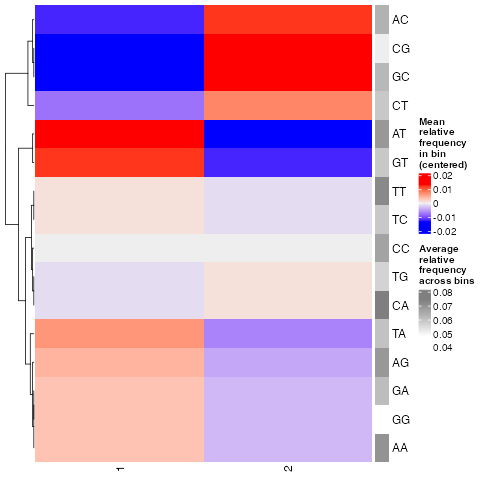 AC
CG
GC
CT
AT
GT
TT
TC
CC
TG
CA
TA
AG
GA
GG
AA
1
2
Mean
relative
frequency
in bin
(centered)
0.02
0.01
0
-0.01
-0.02
Average
relative
frequency
across bins
0.08
0.07
0.06
0.05
0.04